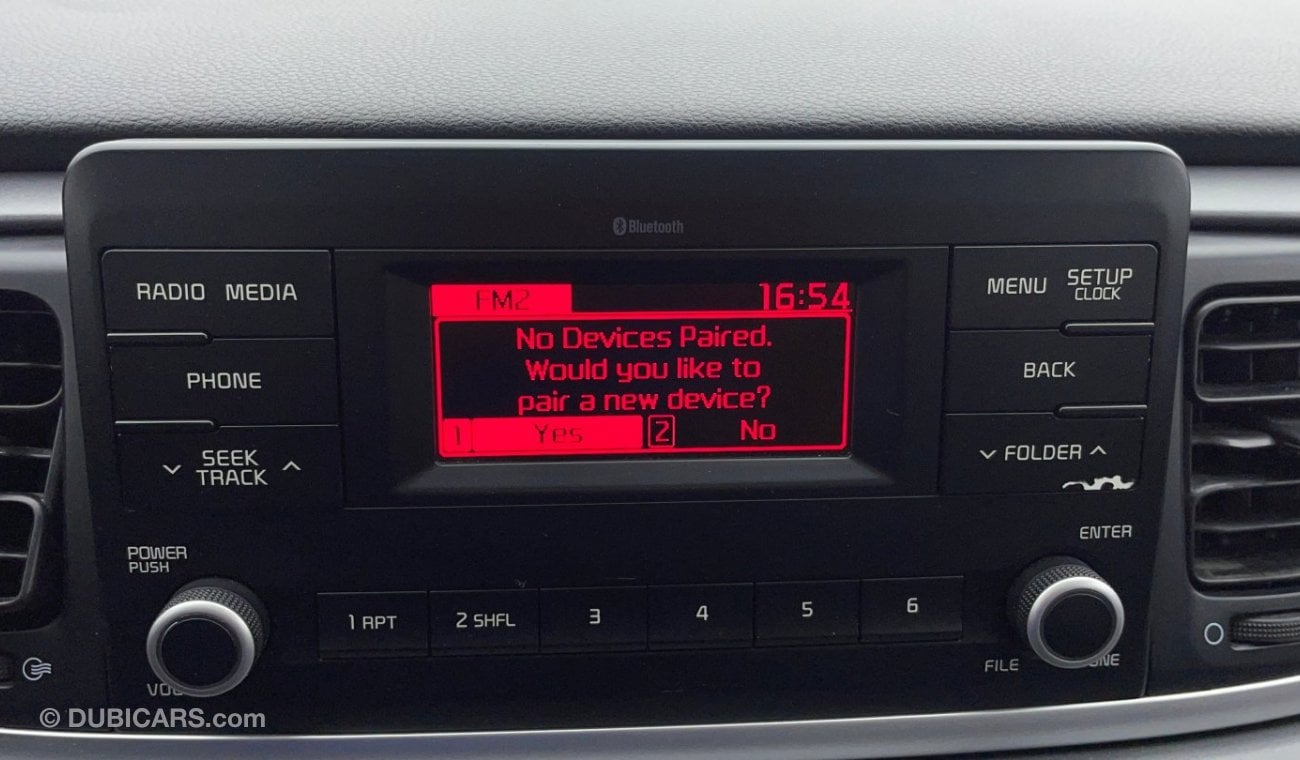 Bluetooth
RADIO MEDIA
PHONE
SEEK
TRACK
FM2 16:54
No Devices Paired.
Would you like to
pair a new device?
1 Yes 2 No
MENU SETUP
CLOCK
BACK
FOLDER
POWER
PUSH
ENTER
1 RPT
2 SHFL
3
4
5
6
FILE
© DUBICARS.com